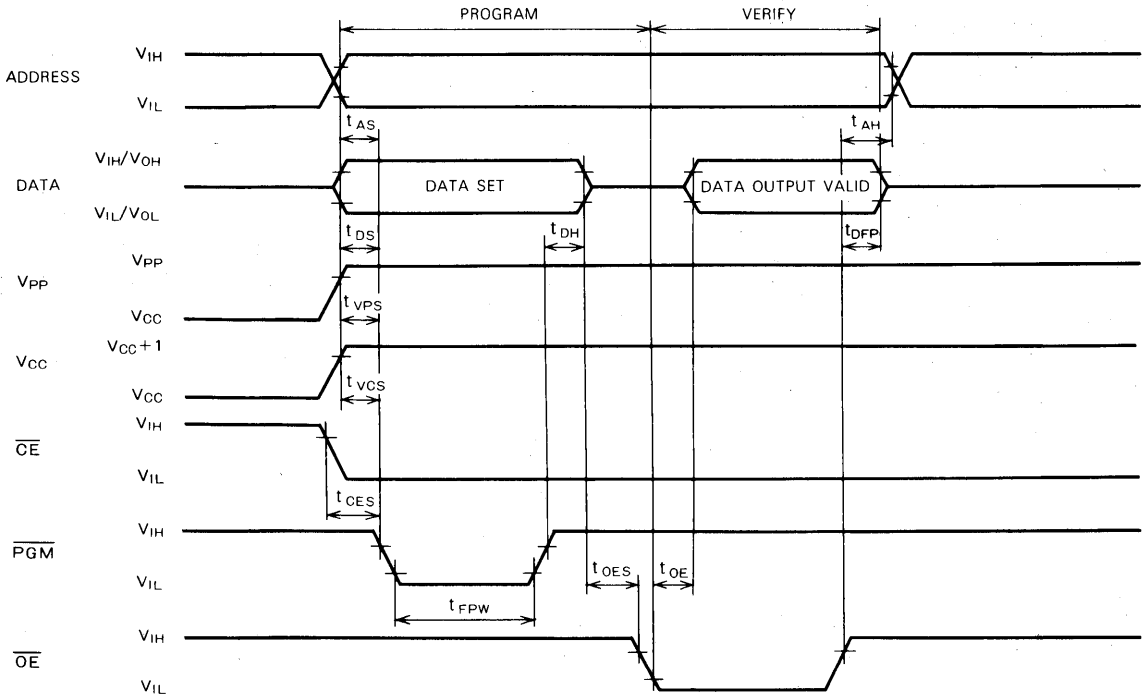 PROGRAM VERIFY
ADDRESS
VIH
VIL
tAS
tAH
DATA
VIH/VOH
DATA SET
DATA OUTPUT VALID
VIL/VOL
tDS
tDH
tDFP
VPP
VPP
tVPS
VCC
VCC
VCC+1
tVCS
VCC
CE
VIH
VIL
tCES
PGM
VIH
VIL
tOES
tOE
tFPW
OE
VIH
VIL